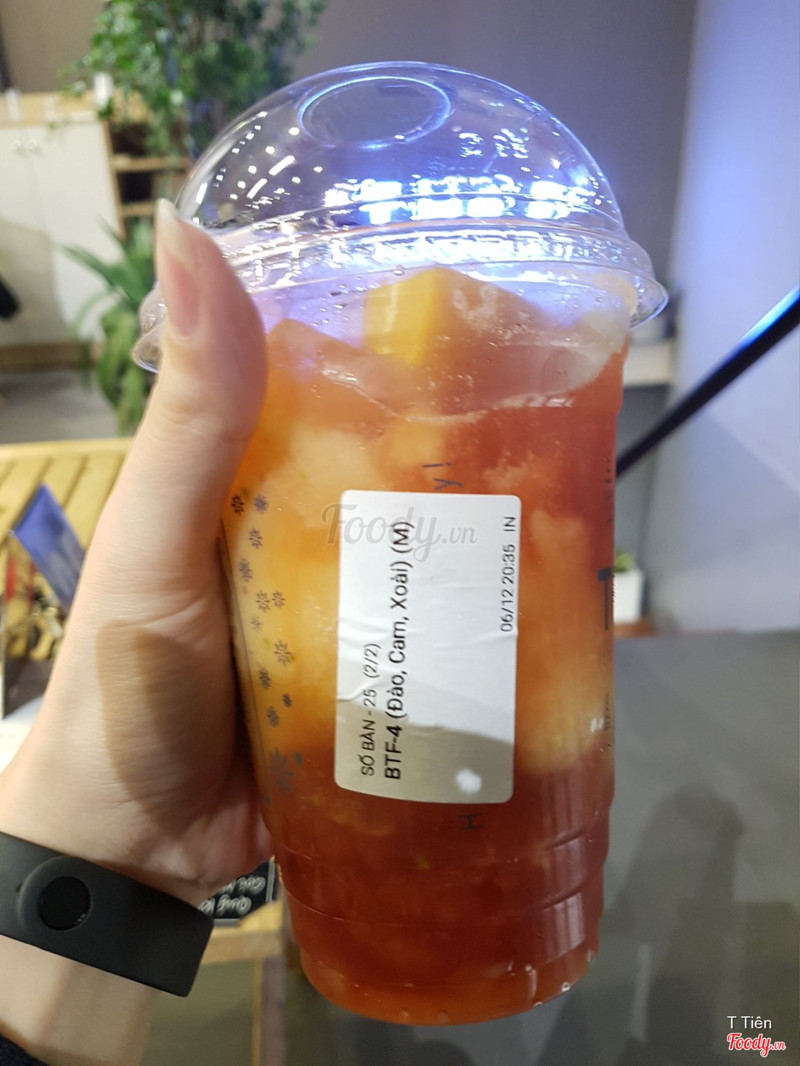 Foody.vn
SỐ BÀN - 25 (2/2)
BTF-4 (Đào, Cam, Xoài) (M)
06/12 20:35 IN
y!
H
T Tiên
Foody.vn